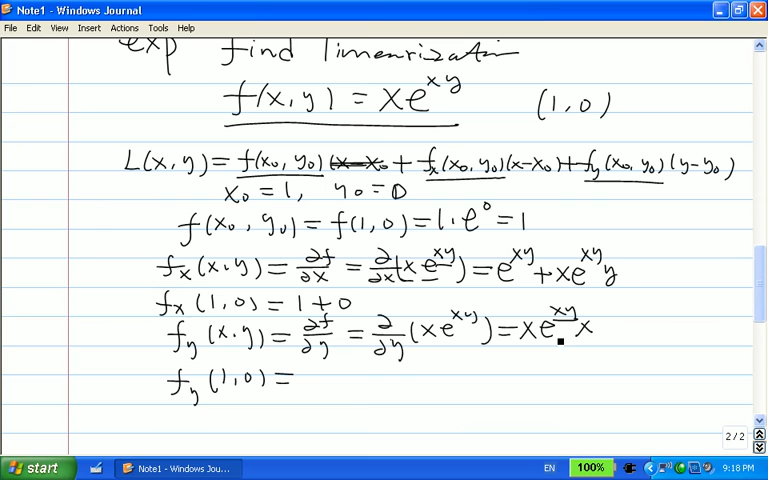 Note1 - Windows Journal
File Edit View Insert Actions Tools Help
exp find linearization
f(x,y) = xe^{xy} (1,0)
L(x,y) = f(x₀,y₀) + fₓ(x₀,y₀)(x-x₀) + f_y(x₀,y₀)(y-y₀)
x₀ = 1, y₀ = 0
f(x₀,y₀) = f(1,0) = 1·e⁰ = 1
fₓ(x,y) = ∂f/∂x = ∂/∂x(xe^{xy}) = e^{xy} + xe^{xy}y
fₓ(1,0) = 1+0
f_y(x,y) = ∂f/∂y = ∂/∂y(xe^{xy}) = xe^{xy}x
f_y(1,0) =
2/2
start Note1 - Windows Jou... EN 100% 9:18 PM